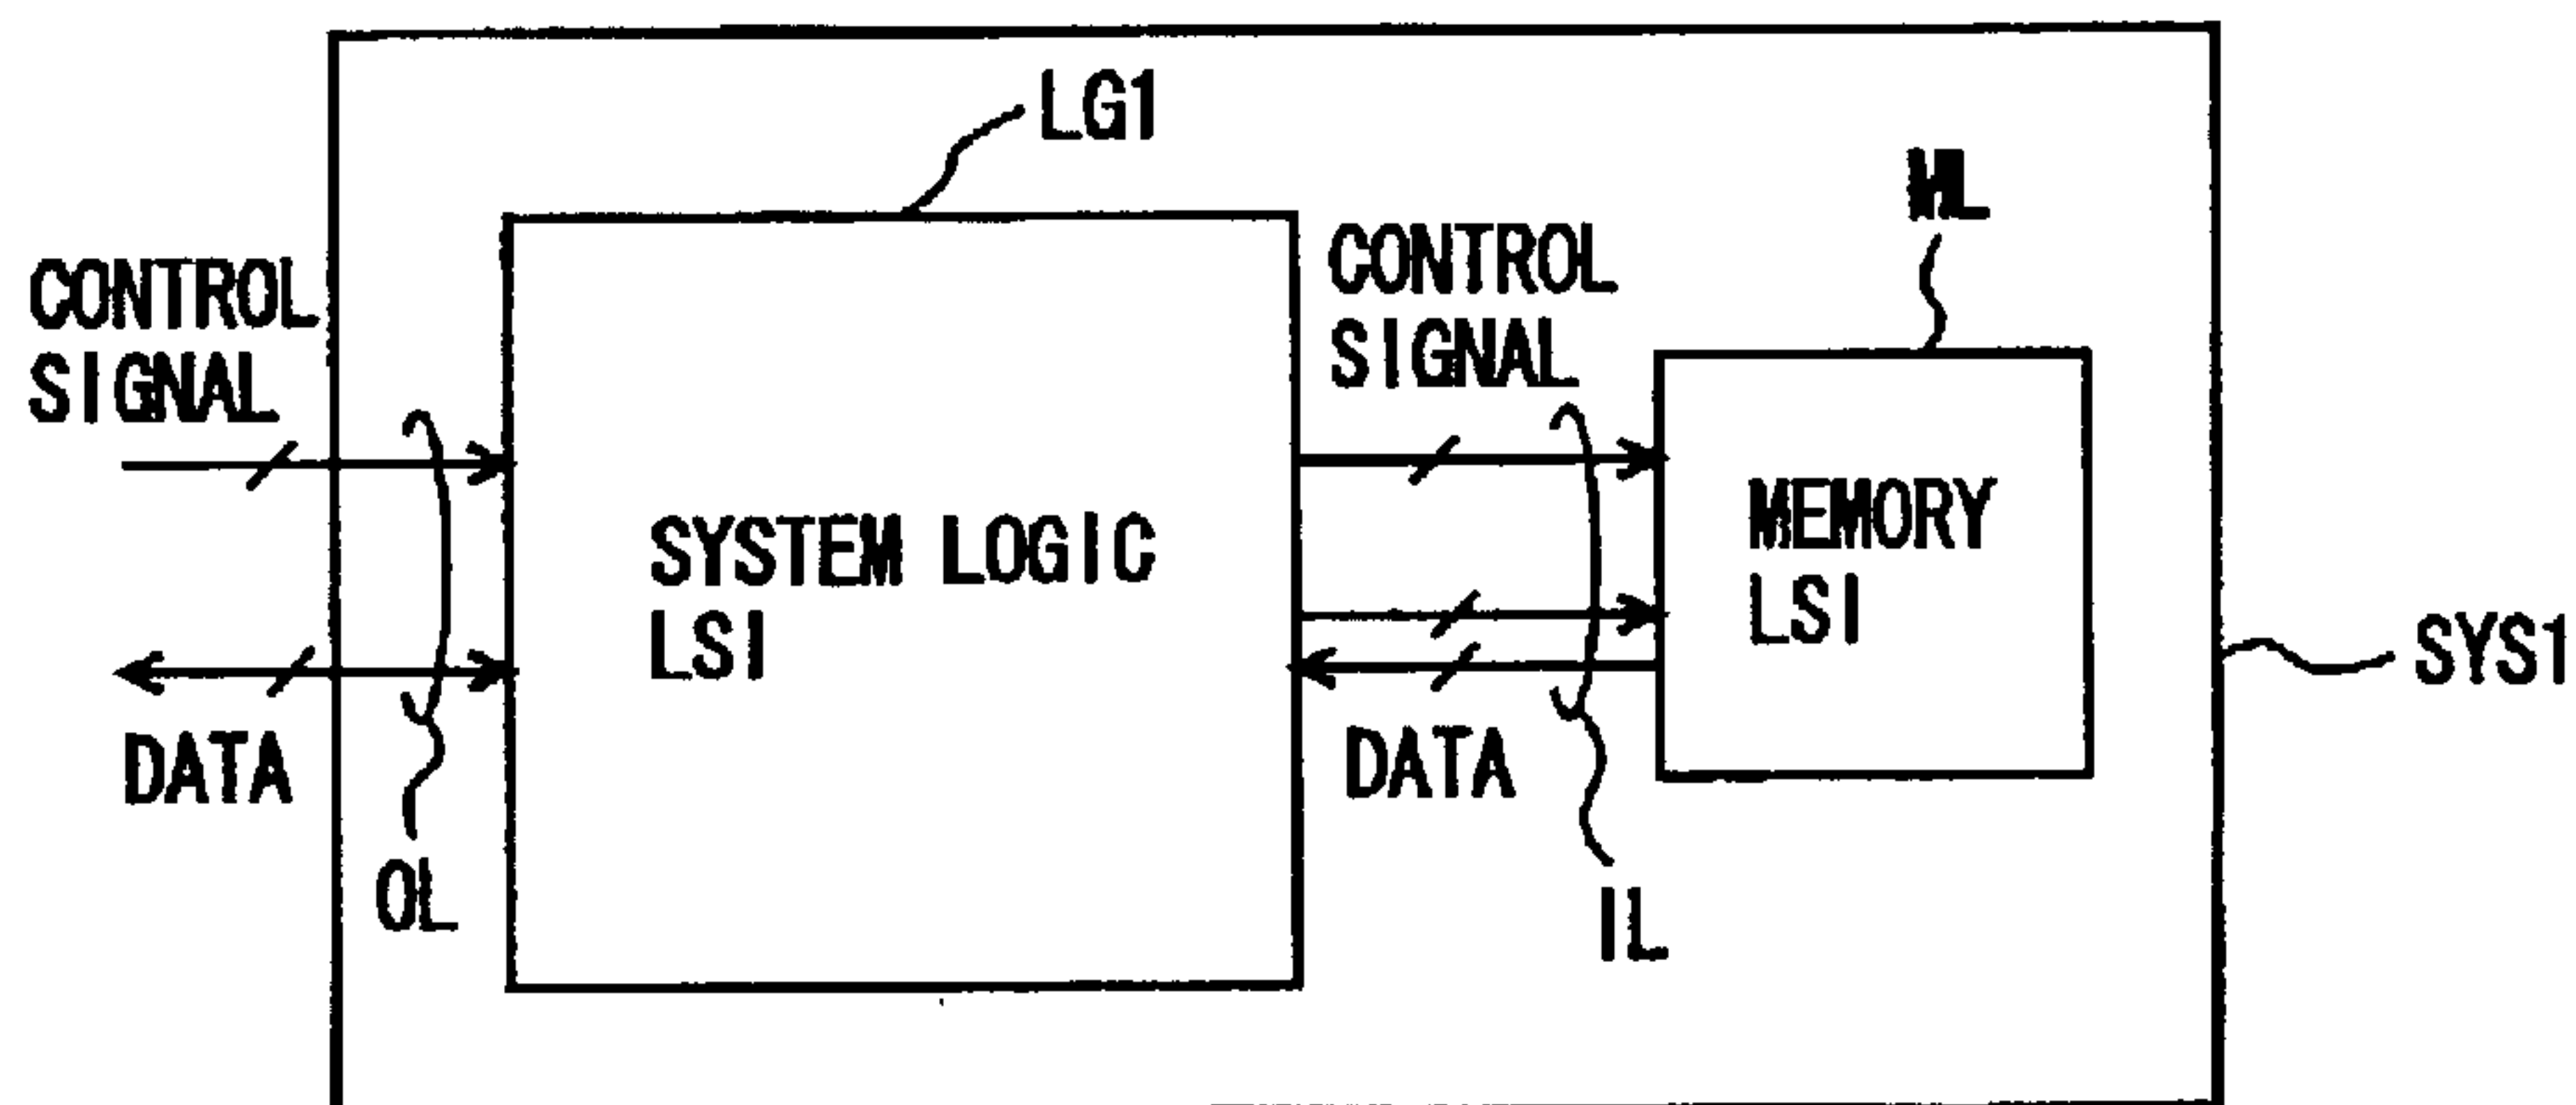 LG1
ML
CONTROL
SIGNAL
CONTROL
SIGNAL
SYSTEM LOGIC
LSI
MEMORY
LSI
SYS1
DATA
DATA
OL
IL